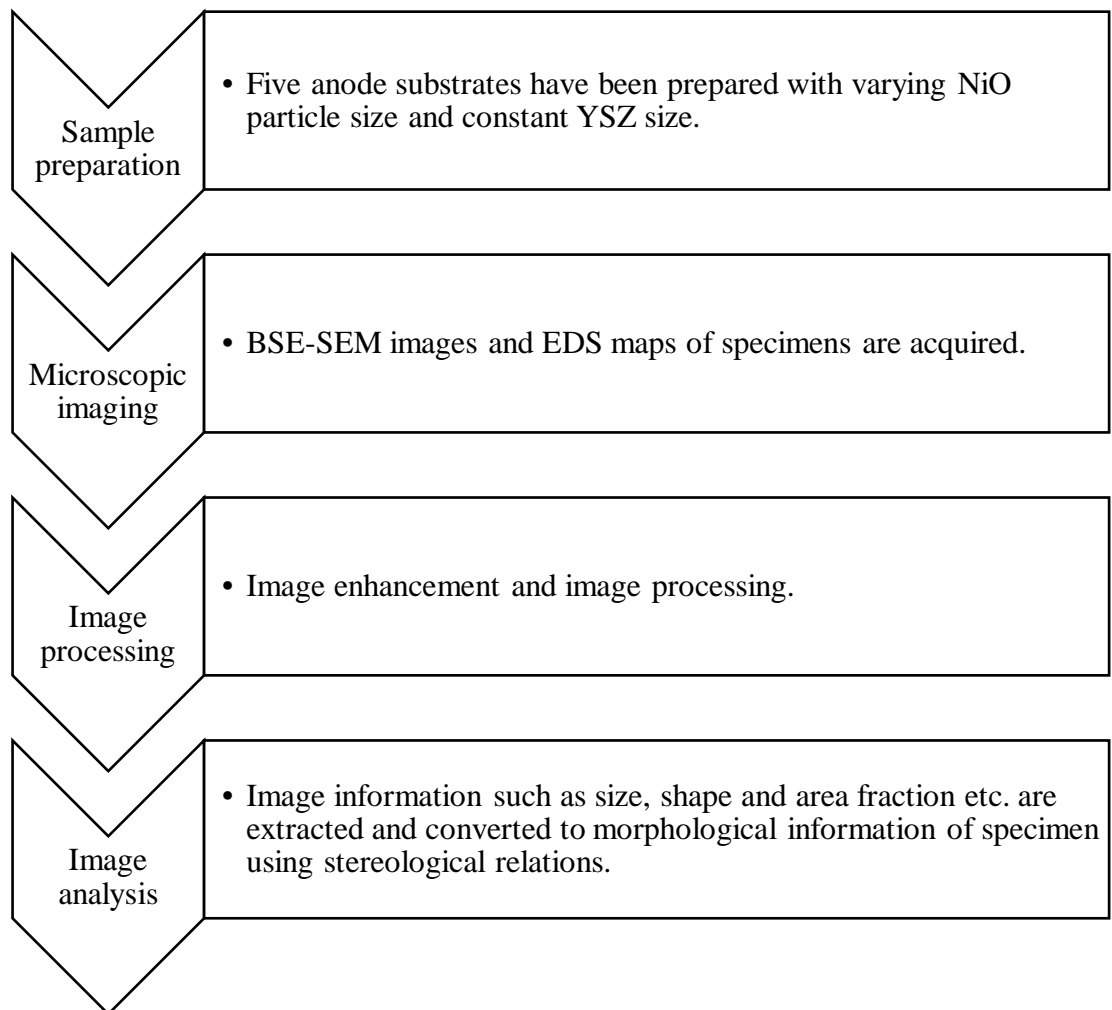 Sample
preparation
• Five anode substrates have been prepared with varying NiO
particle size and constant YSZ size.
Microscopic
imaging
• BSE-SEM images and EDS maps of specimens are acquired.
Image
processing
• Image enhancement and image processing.
Image
analysis
• Image information such as size, shape and area fraction etc. are
extracted and converted to morphological information of specimen
using stereological relations.